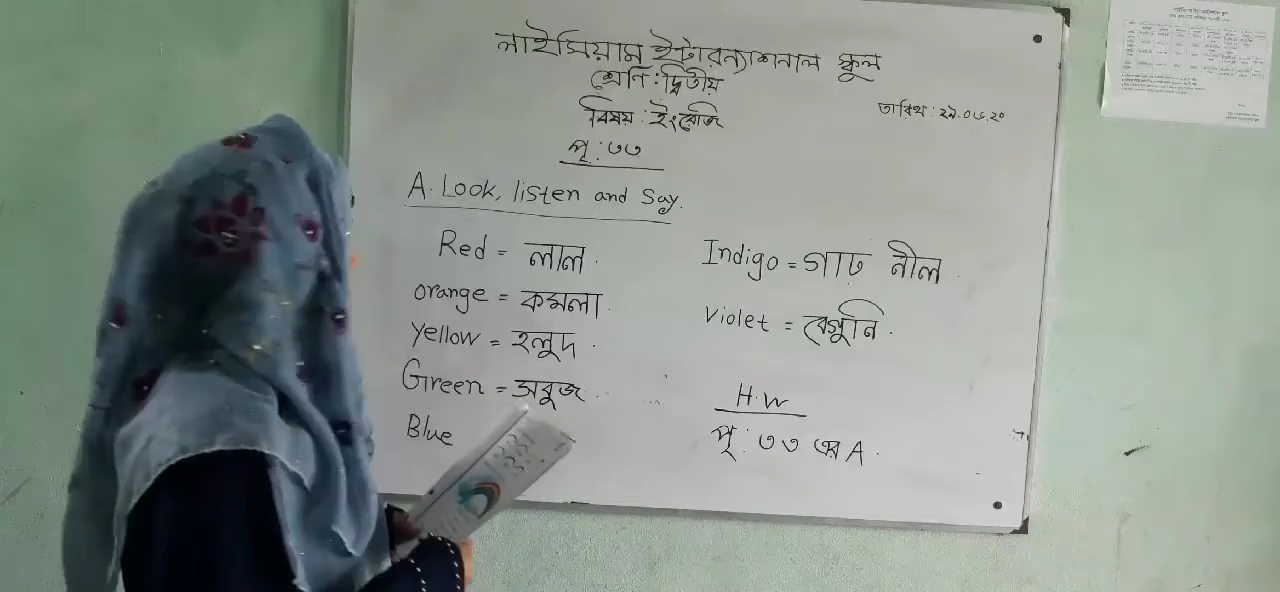 লাইসিয়াম ইন্টারন্যাশনাল স্কুল
শ্রেণি : দ্বিতীয়
বিষয় : ইংরেজি
তারিখ : ২৯.০৬.২০
পৃ : ৩৩
A. Look, listen and Say.
Red = লাল.
orange = কমলা.
Yellow = হলুদ.
Green = সবুজ.
Blue
Indigo = গাঢ় নীল.
Violet = বেগুনি.
H.W
পৃ : ৩৩ এর A.